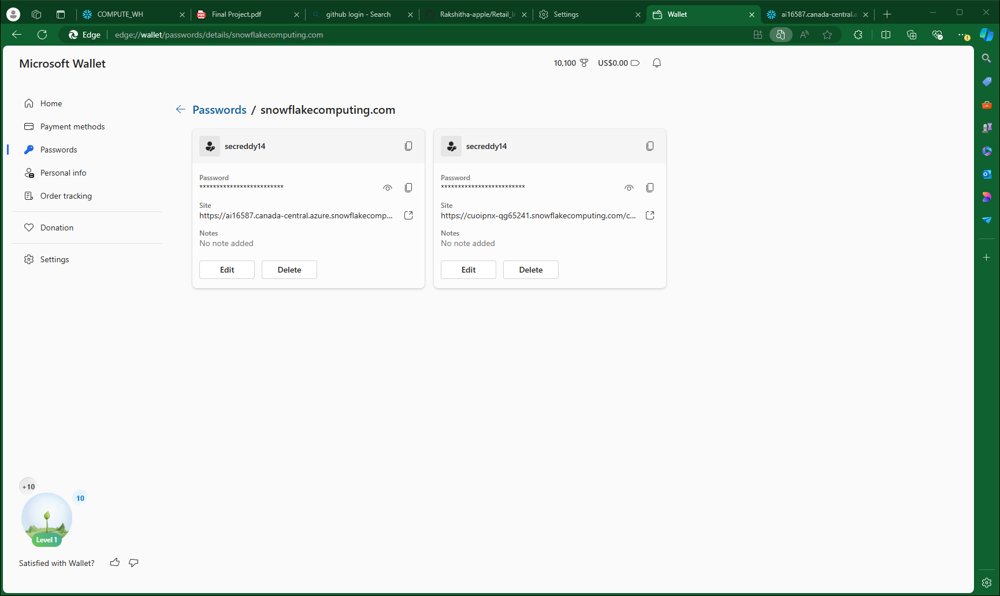 COMPUTE_WH
Final Project.pdf
github login - Search
Rakshitha-apple/Retail_In
Settings
Wallet
ai16587.canada-central.a
Edge
edge://wallet/passwords/details/snowflakecomputing.com
Microsoft Wallet
10,100
US$0.00
Home
Payment methods
Passwords
Personal info
Order tracking
Donation
Settings
Passwords / snowflakecomputing.com
secreddy14
Password
*************************
Site
https://ai16587.canada-central.azure.snowflakecomp...
Notes
No note added
Edit Delete
secreddy14
Password
*************************
Site
https://cuoipnx-qg65241.snowflakecomputing.com/c...
Notes
No note added
Edit Delete
+10
10
Level 1
Satisfied with Wallet?